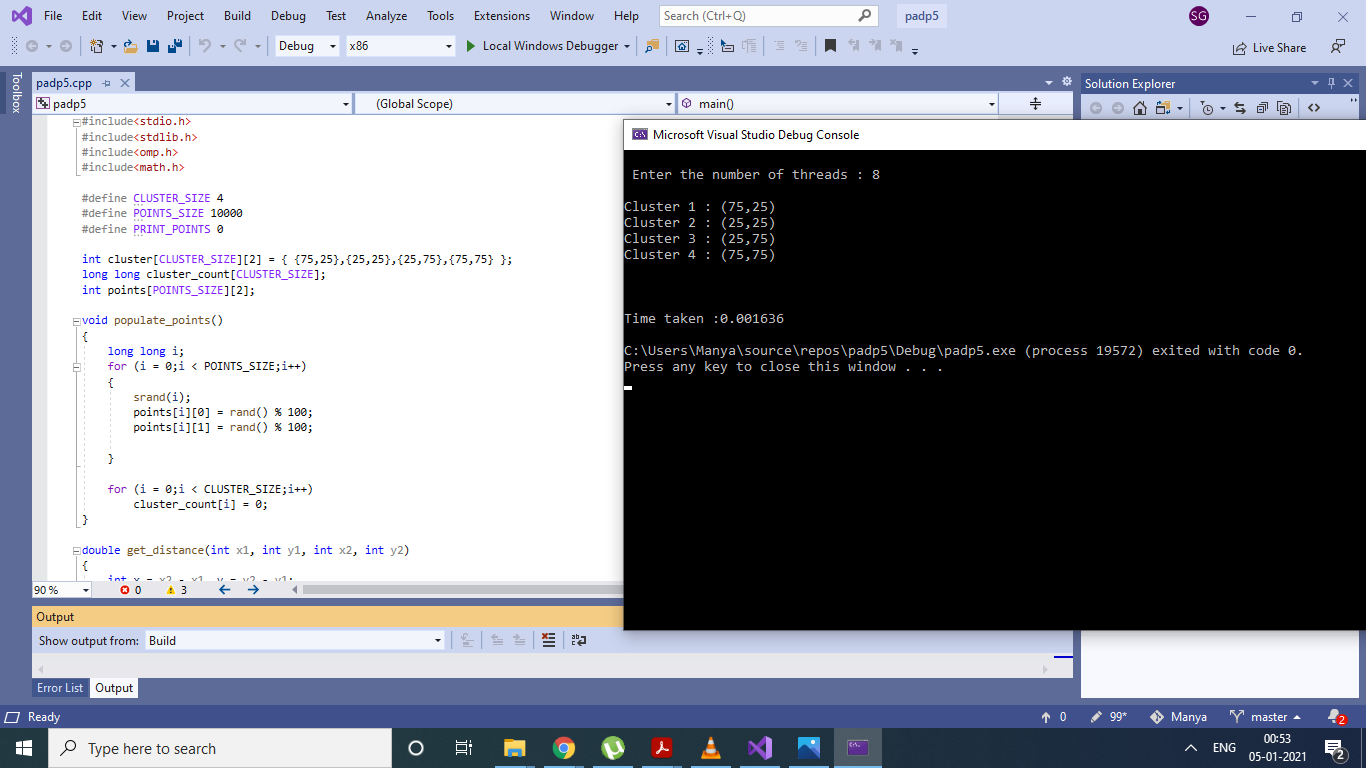 File Edit View Project Build Debug Test Analyze Tools Extensions Window Help Search (Ctrl+Q) padp5 SG
Debug x86 Local Windows Debugger Live Share
Toolbox
padp5.cpp
padp5 (Global Scope) main()
#include<stdio.h>
#include<stdlib.h>
#include<omp.h>
#include<math.h>
#define CLUSTER_SIZE 4
#define POINTS_SIZE 10000
#define PRINT_POINTS 0
int cluster[CLUSTER_SIZE][2] = { {75,25},{25,25},{25,75},{75,75} };
long long cluster_count[CLUSTER_SIZE];
int points[POINTS_SIZE][2];
void populate_points()
{
long long i;
for (i = 0;i < POINTS_SIZE;i++)
{
srand(i);
points[i][0] = rand() % 100;
points[i][1] = rand() % 100;
}
for (i = 0;i < CLUSTER_SIZE;i++)
cluster_count[i] = 0;
}
double get_distance(int x1, int y1, int x2, int y2)
{
int x = x2 - x1, y = y2 - y1;
90 % 0 3
Solution Explorer
Microsoft Visual Studio Debug Console
Enter the number of threads : 8
Cluster 1 : (75,25)
Cluster 2 : (25,25)
Cluster 3 : (25,75)
Cluster 4 : (75,75)
Time taken :0.001636
C:\Users\Manya\source\repos\padp5\Debug\padp5.exe (process 19572) exited with code 0.
Press any key to close this window . . .
Output
Show output from: Build
Error List Output
Ready 0 99* Manya master 2
Type here to search ENG 00:53
05-01-2021 2